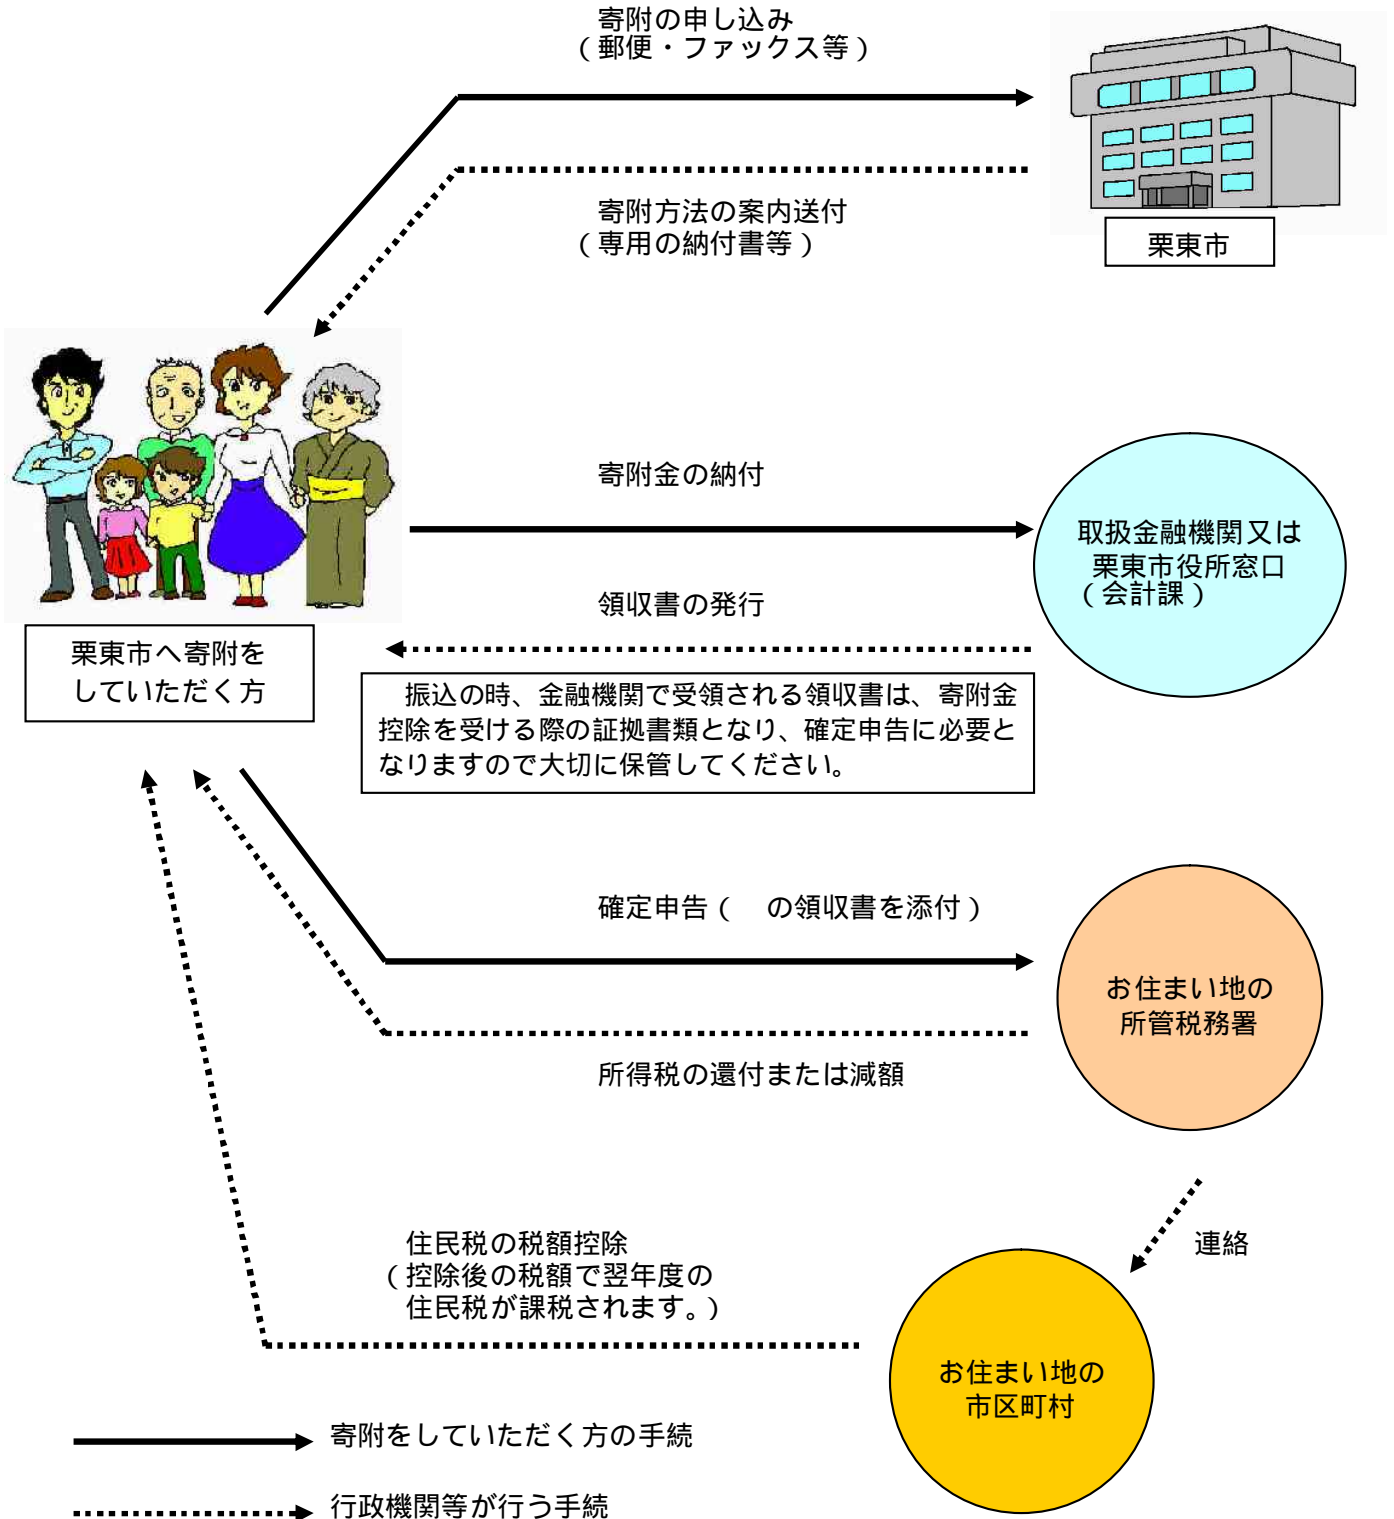 寄附の申し込み
(郵便・ファックス等)
寄附方法の案内送付
(専用の納付書等)
栗東市
寄附金の納付
取扱金融機関又は
栗東市役所窓口
(会計課)
領収書の発行
栗東市へ寄附を
していただく方
振込の時、金融機関で受領される領収書は、寄附金
控除を受ける際の証拠書類となり、確定申告に必要と
なりますので大切に保管してください。
確定申告(　の領収書を添付)
お住まい地の
所管税務署
所得税の還付または減額
連絡
住民税の税額控除
(控除後の税額で翌年度の
住民税が課税されます。)
お住まい地の
市区町村
寄附をしていただく方の手続
行政機関等が行う手続